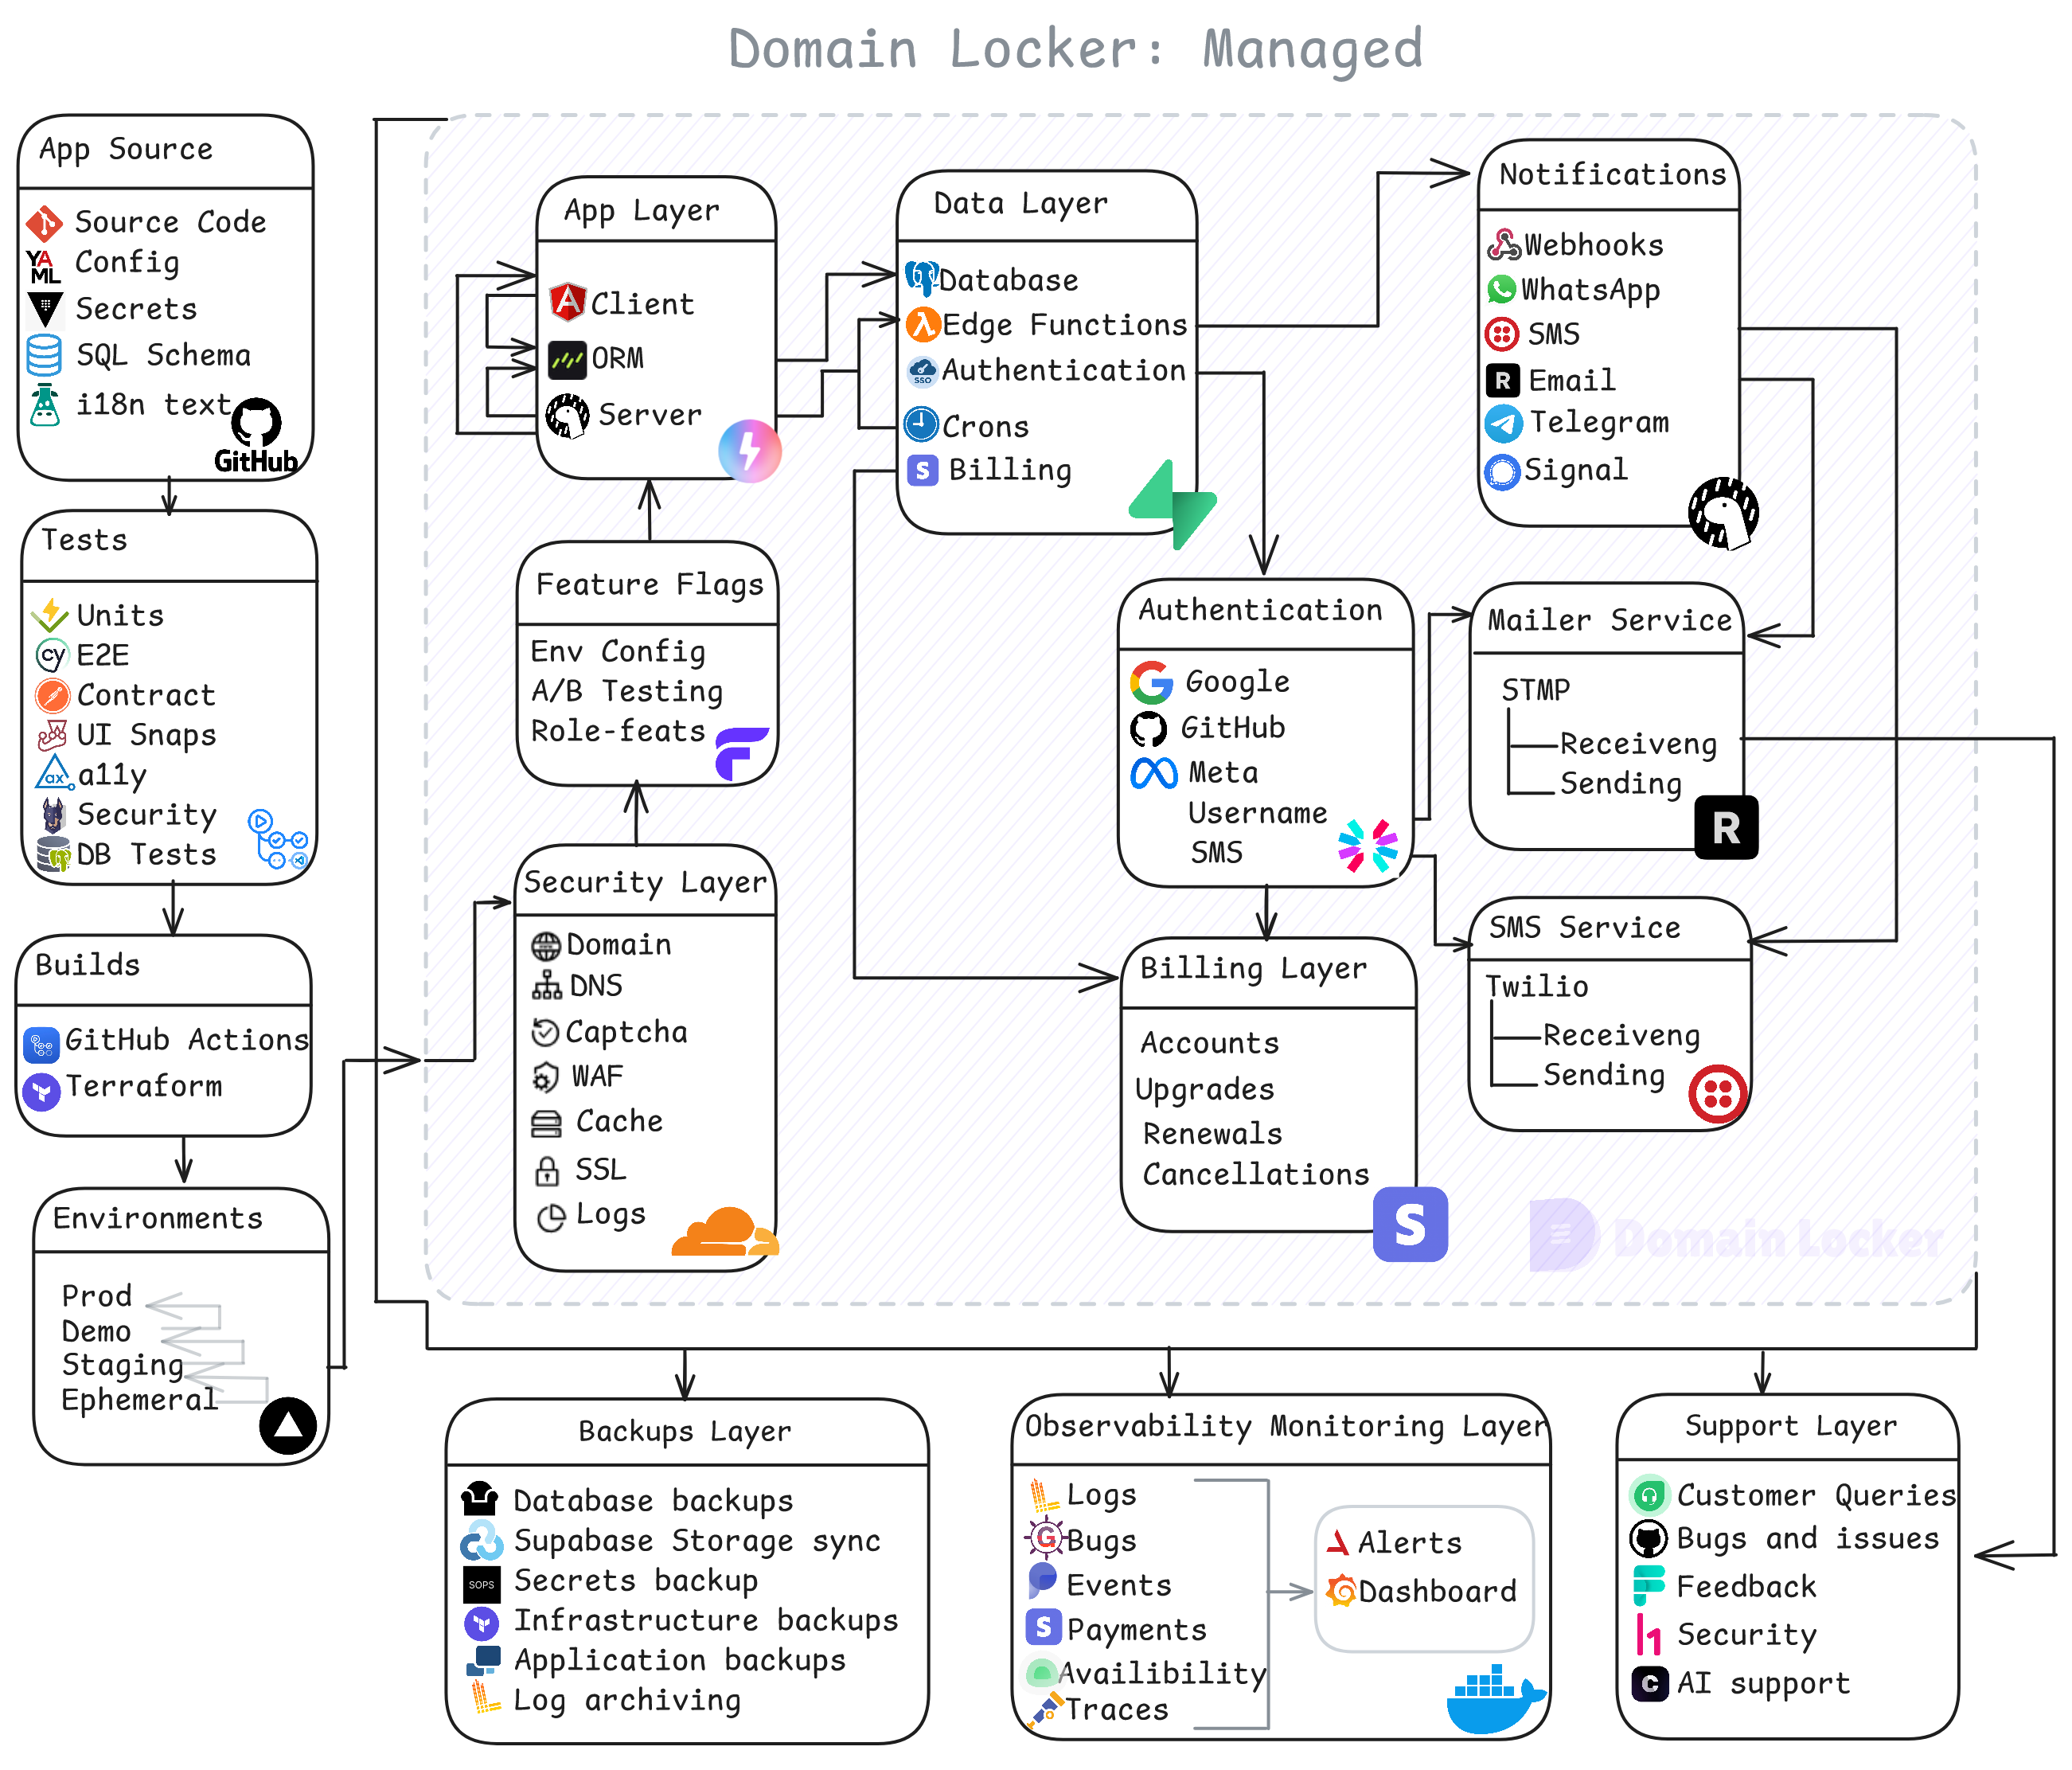 Domain Locker: Managed
App Source
Source Code
YAML
Config
Secrets
SQL Schema
i18n text
GitHub
Tests
Units
cy
E2E
Contract
UI Snaps
ax
a11y
Security
DB Tests
Builds
GitHub Actions
Terraform
Environments
Prod
Demo
Staging
Ephemeral
App Layer
A
Client
ORM
Server
Feature Flags
Env Config
A/B Testing
Role-feats
Security Layer
Domain
DNS
Captcha
WAF
Cache
SSL
Logs
Data Layer
Database
Edge Functions
SSO
Authentication
Crons
S
Billing
Authentication
Google
GitHub
Meta
Username
SMS
Billing Layer
Accounts
Upgrades
Renewals
Cancellations
S
Notifications
Webhooks
WhatsApp
SMS
R
Email
Telegram
Signal
Mailer Service
STMP
Receiveng
Sending
R
SMS Service
Twilio
Receiveng
Sending
Domain Locker
Backups Layer
Database backups
Supabase Storage sync
SOPS
Secrets backup
Infrastructure backups
Application backups
Log archiving
Observability Monitoring Layer
Logs
G
Bugs
Events
S
Payments
Availibility
Traces
Alerts
Dashboard
Support Layer
Customer Queries
Bugs and issues
Feedback
Security
C
AI support